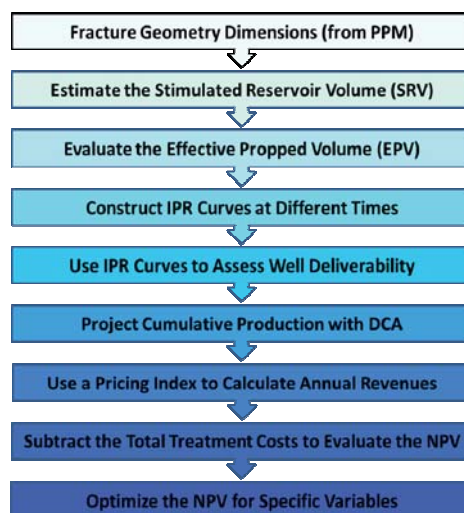 Fracture Geometry Dimensions (from PPM)
Estimate the Stimulated Reservoir Volume (SRV)
Evaluate the Effective Propped Volume (EPV)
Construct IPR Curves at Different Times
Use IPR Curves to Assess Well Deliverability
Project Cumulative Production with DCA
Use a Pricing Index to Calculate Annual Revenues
Subtract the Total Treatment Costs to Evaluate the NPV
Optimize the NPV for Specific Variables